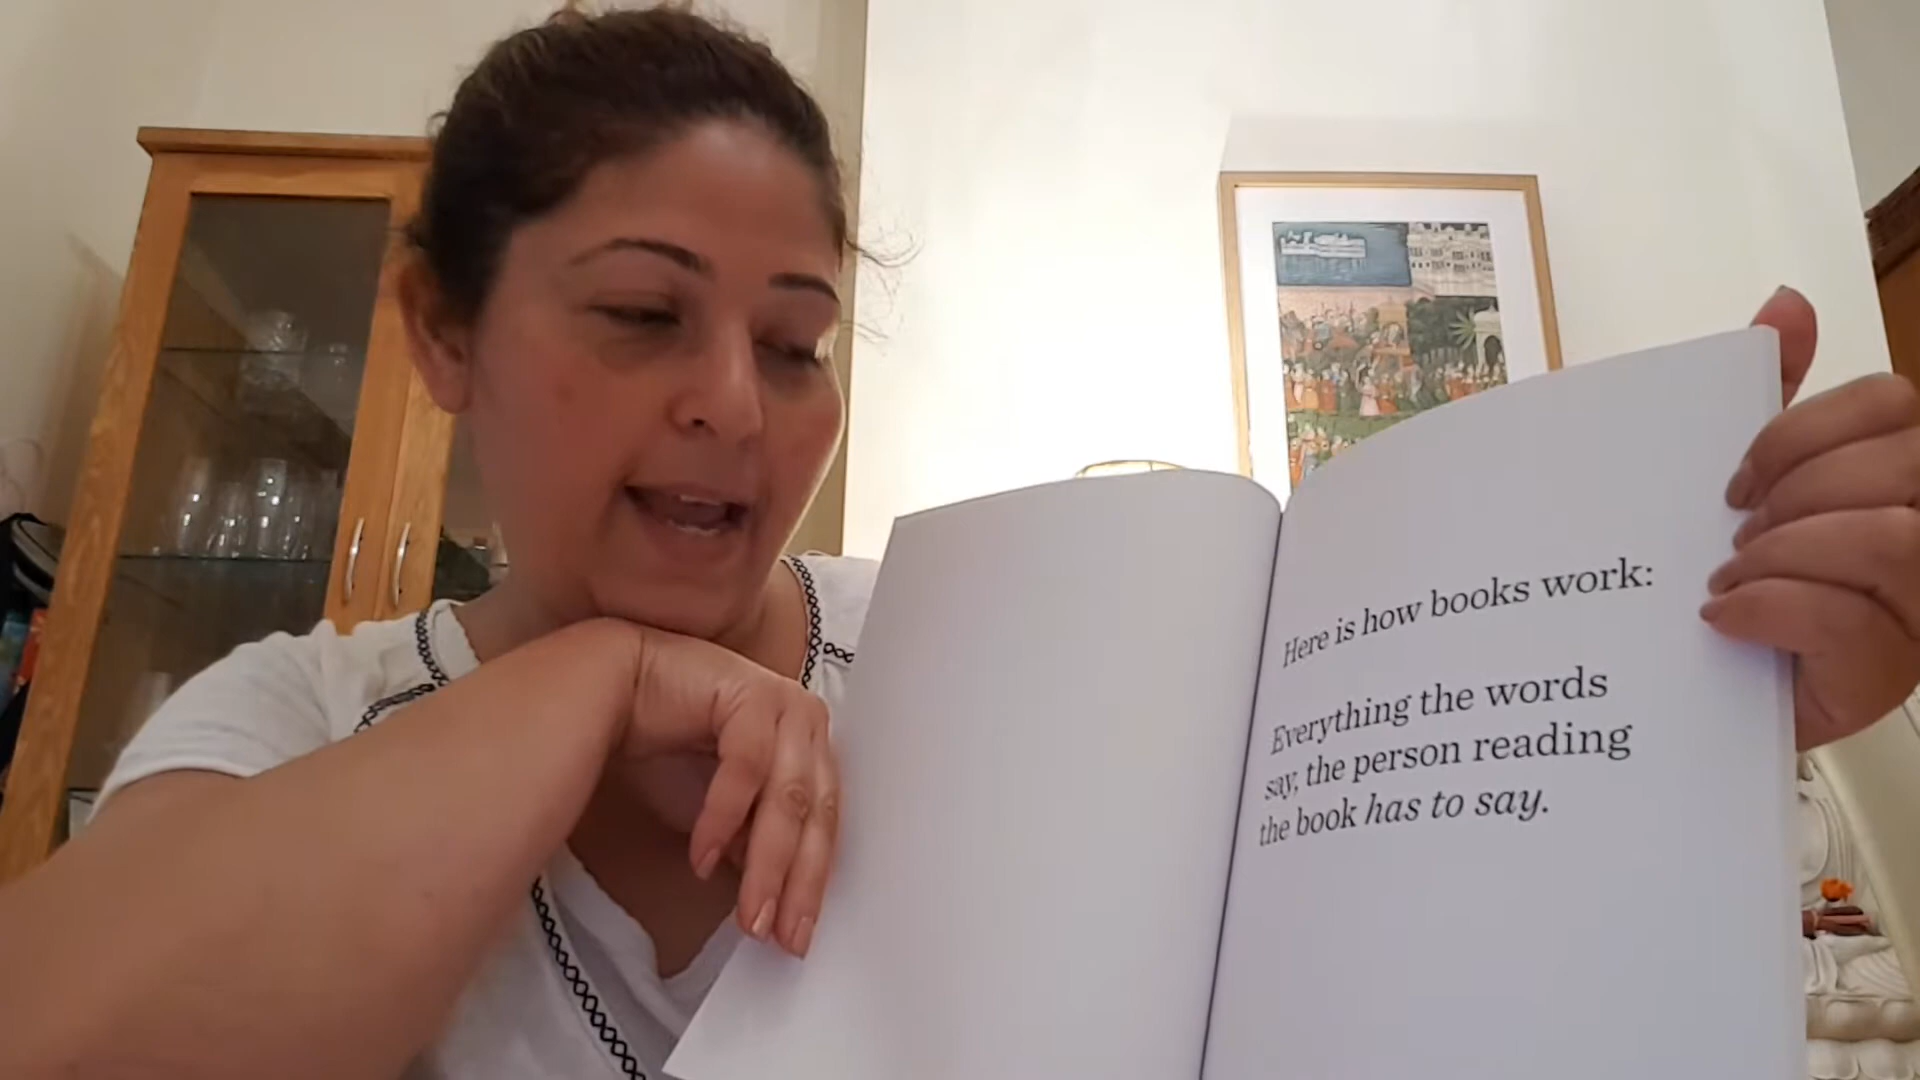 Here is how books work:
Everything the words
say, the person reading
the book has to say.